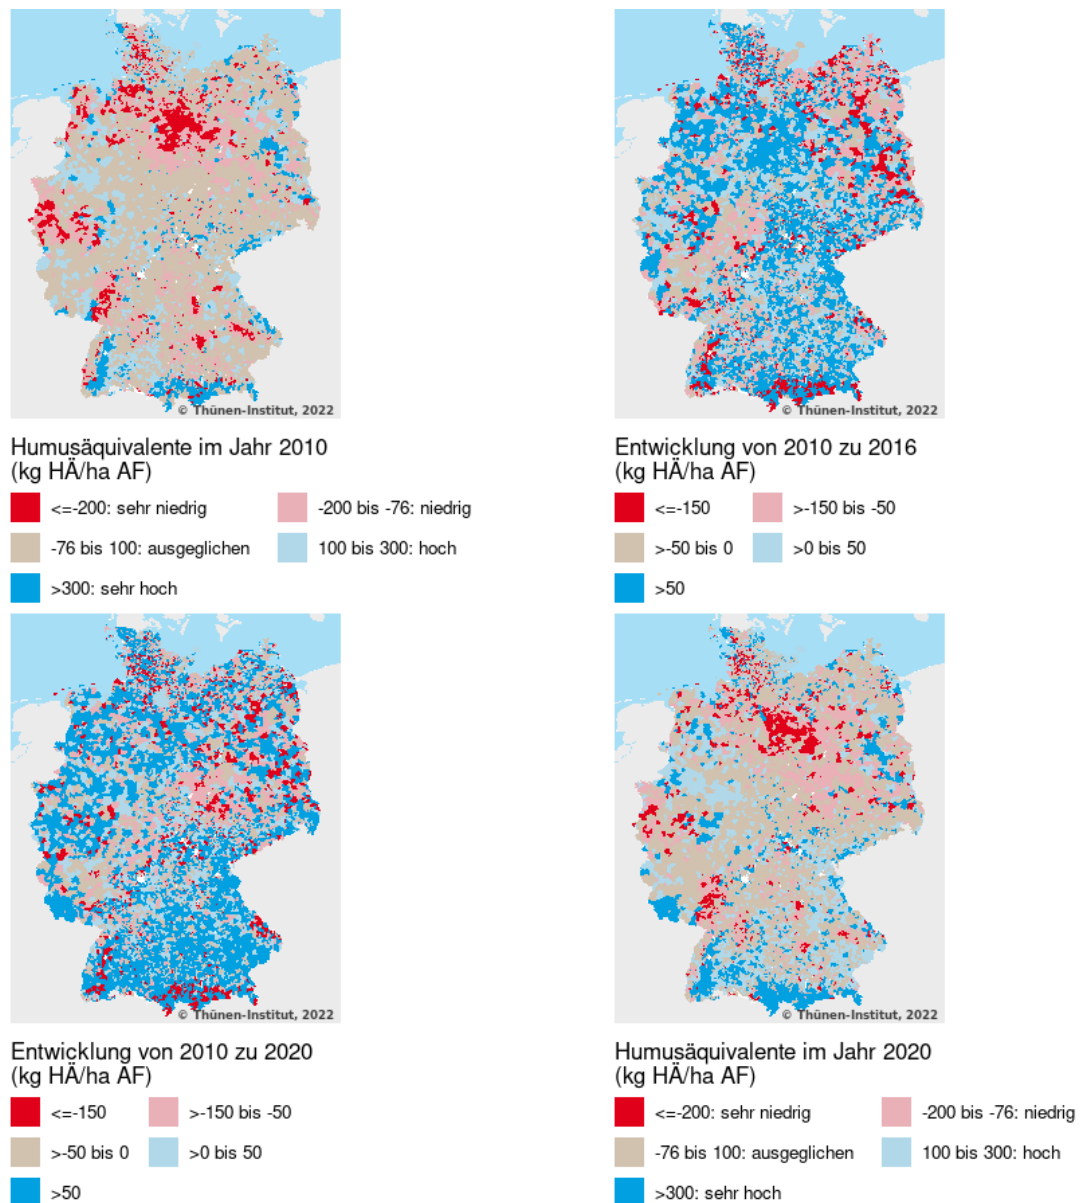 © Thünen-Institut, 2022
Humusäquivalente im Jahr 2010
(kg HÄ/ha AF)
<=-200: sehr niedrig
-200 bis -76: niedrig
-76 bis 100: ausgeglichen
100 bis 300: hoch
>300: sehr hoch
© Thünen-Institut, 2022
Entwicklung von 2010 zu 2016
(kg HÄ/ha AF)
<=-150
>-150 bis -50
>-50 bis 0
>0 bis 50
>50
© Thünen-Institut, 2022
Entwicklung von 2010 zu 2020
(kg HÄ/ha AF)
<=-150
>-150 bis -50
>-50 bis 0
>0 bis 50
>50
© Thünen-Institut, 2022
Humusäquivalente im Jahr 2020
(kg HÄ/ha AF)
<=-200: sehr niedrig
-200 bis -76: niedrig
-76 bis 100: ausgeglichen
100 bis 300: hoch
>300: sehr hoch